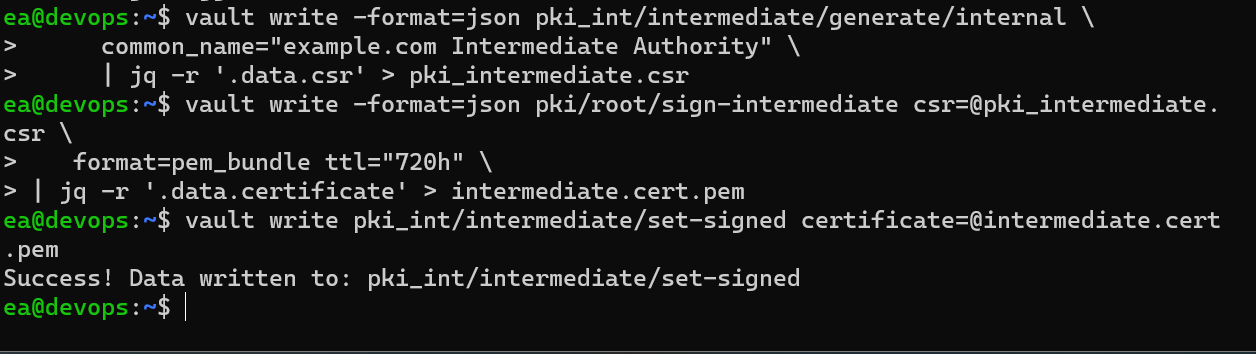 ea@devops:~$ vault write -format=json pki_int/intermediate/generate/internal \
>      common_name="example.com Intermediate Authority" \
>      | jq -r '.data.csr' > pki_intermediate.csr
ea@devops:~$ vault write -format=json pki/root/sign-intermediate csr=@pki_intermediate.
csr \
>    format=pem_bundle ttl="720h" \
> | jq -r '.data.certificate' > intermediate.cert.pem
ea@devops:~$ vault write pki_int/intermediate/set-signed certificate=@intermediate.cert
.pem
Success! Data written to: pki_int/intermediate/set-signed
ea@devops:~$